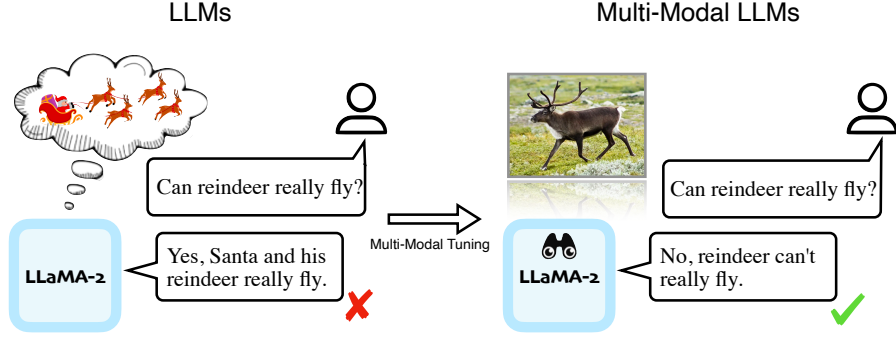 LLMs
Multi-Modal LLMs
Can reindeer really fly?
LLaMA-2
Yes, Santa and his
reindeer really fly.
Multi-Modal Tuning
Can reindeer really fly?
LLaMA-2
No, reindeer can't
really fly.